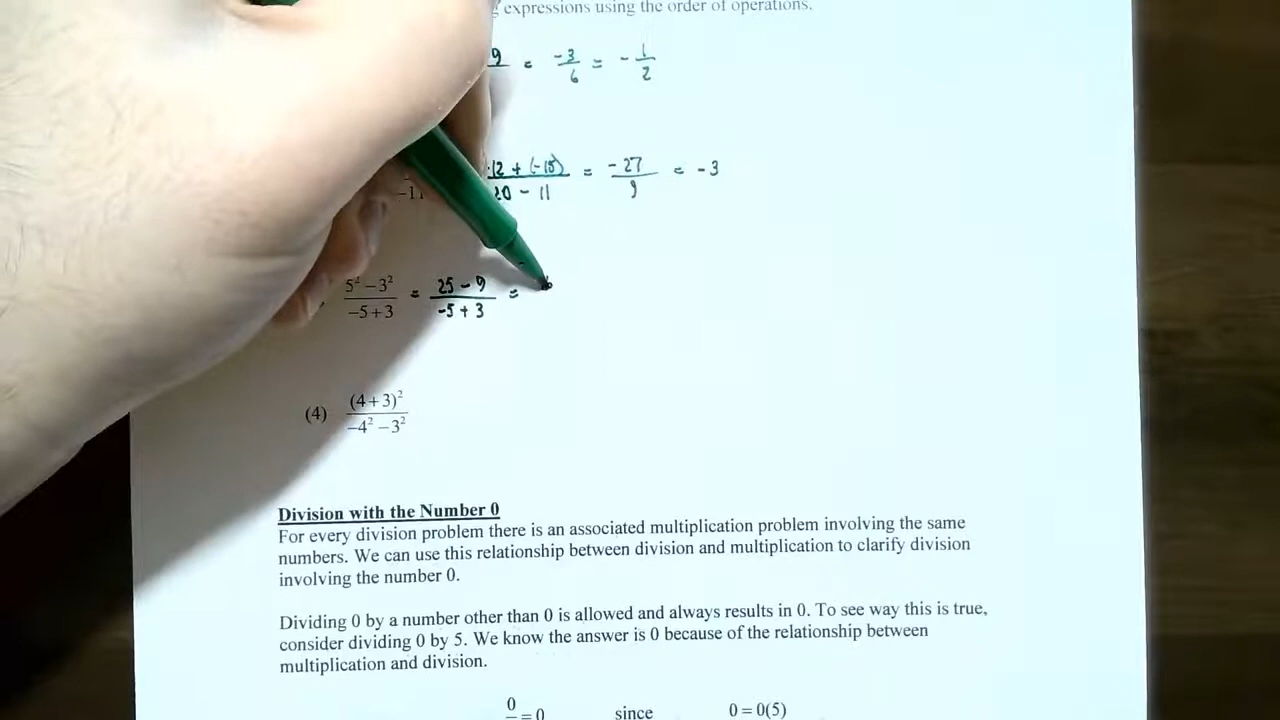 expressions using the order of operations.
9 = -3/6 = -1/2
12 + (-15) / 20 - 11 = -27/9 = -3
-11
5² - 3² / -5+3 = 25 - 9 / -5 + 3 =
(4) (4+3)² / -4² - 3²
Division with the Number 0
For every division problem there is an associated multiplication problem involving the same
numbers. We can use this relationship between division and multiplication to clarify division
involving the number 0.
Dividing 0 by a number other than 0 is allowed and always results in 0. To see way this is true,
consider dividing 0 by 5. We know the answer is 0 because of the relationship between
multiplication and division.
0 = 0 since 0 = 0(5)